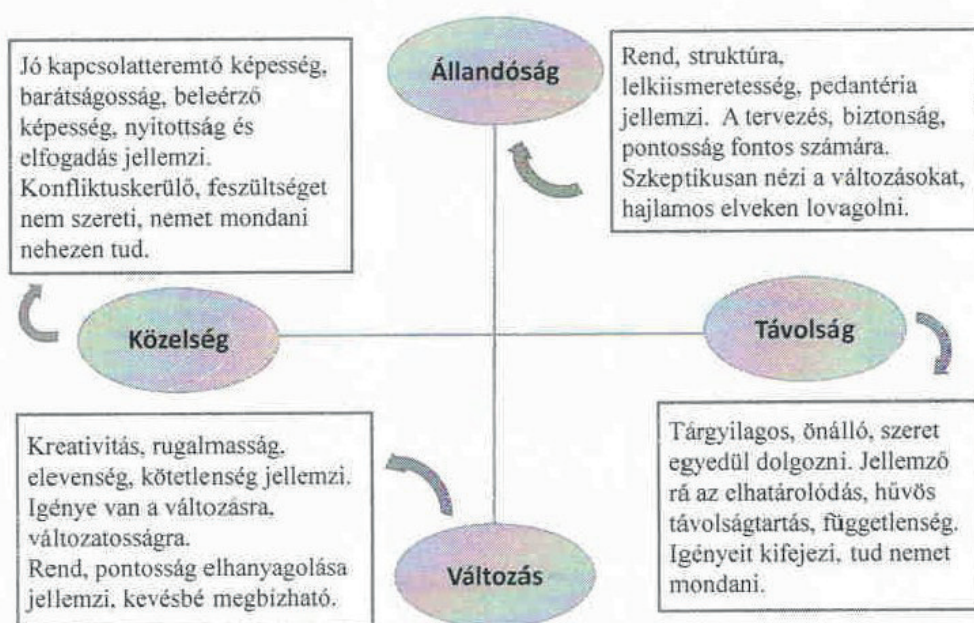 Jó kapcsolatteremtő képesség,
barátságosság, beleérző
képesség, nyitottság és
elfogadás jellemzi.
Konfliktuskerülő, feszültséget
nem szereti, nemet mondani
nehezen tud.
Állandóság
Rend, struktúra,
lelkiismeretesség, pedantéria
jellemzi. A tervezés, biztonság,
pontosság fontos számára.
Szkeptikusan nézi a változásokat,
hajlamos elveken lovagolni.
Közelség
Távolság
Kreativitás, rugalmasság,
elevenség, kötetlenség jellemzi.
Igénye van a változásra,
változatosságra.
Rend, pontosság elhanyagolása
jellemzi, kevésbé megbízható.
Változás
Tárgyilagos, önálló, szeret
egyedül dolgozni. Jellemző
rá az elhatárolódás, hűvös
távolságtartás, függetlenség.
Igényeit kifejezi, tud nemet
mondani.